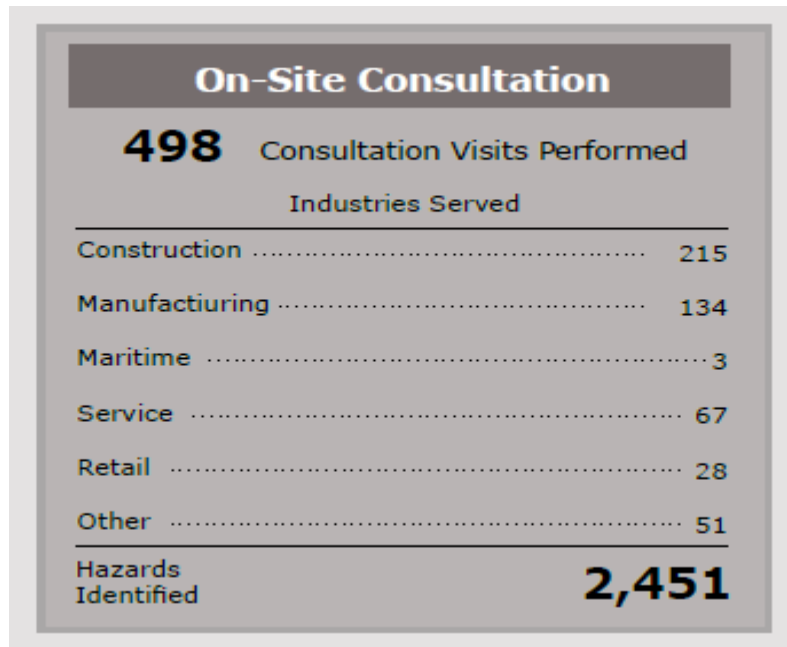 On-Site Consultation
498 Consultation Visits Performed
Industries Served
Construction 215
Manufactiuring 134
Maritime 3
Service 67
Retail 28
Other 51
Hazards
Identified 2,451